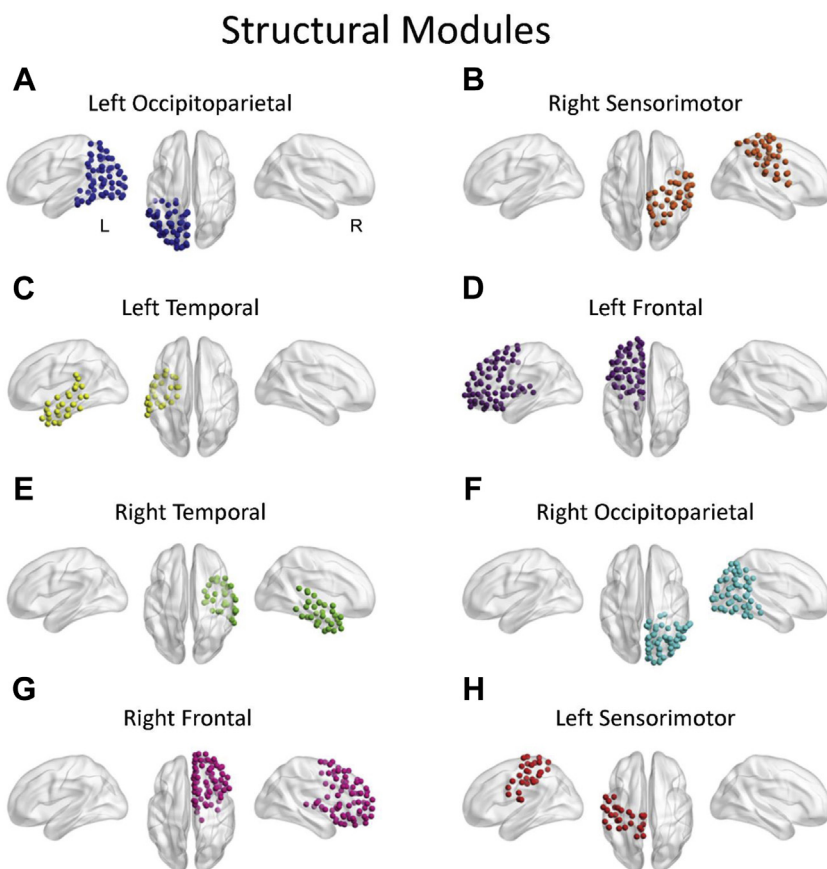 Structural Modules
A
Left Occipitoparietal
L
R
B
Right Sensorimotor
C
Left Temporal
D
Left Frontal
E
Right Temporal
F
Right Occipitoparietal
G
Right Frontal
H
Left Sensorimotor